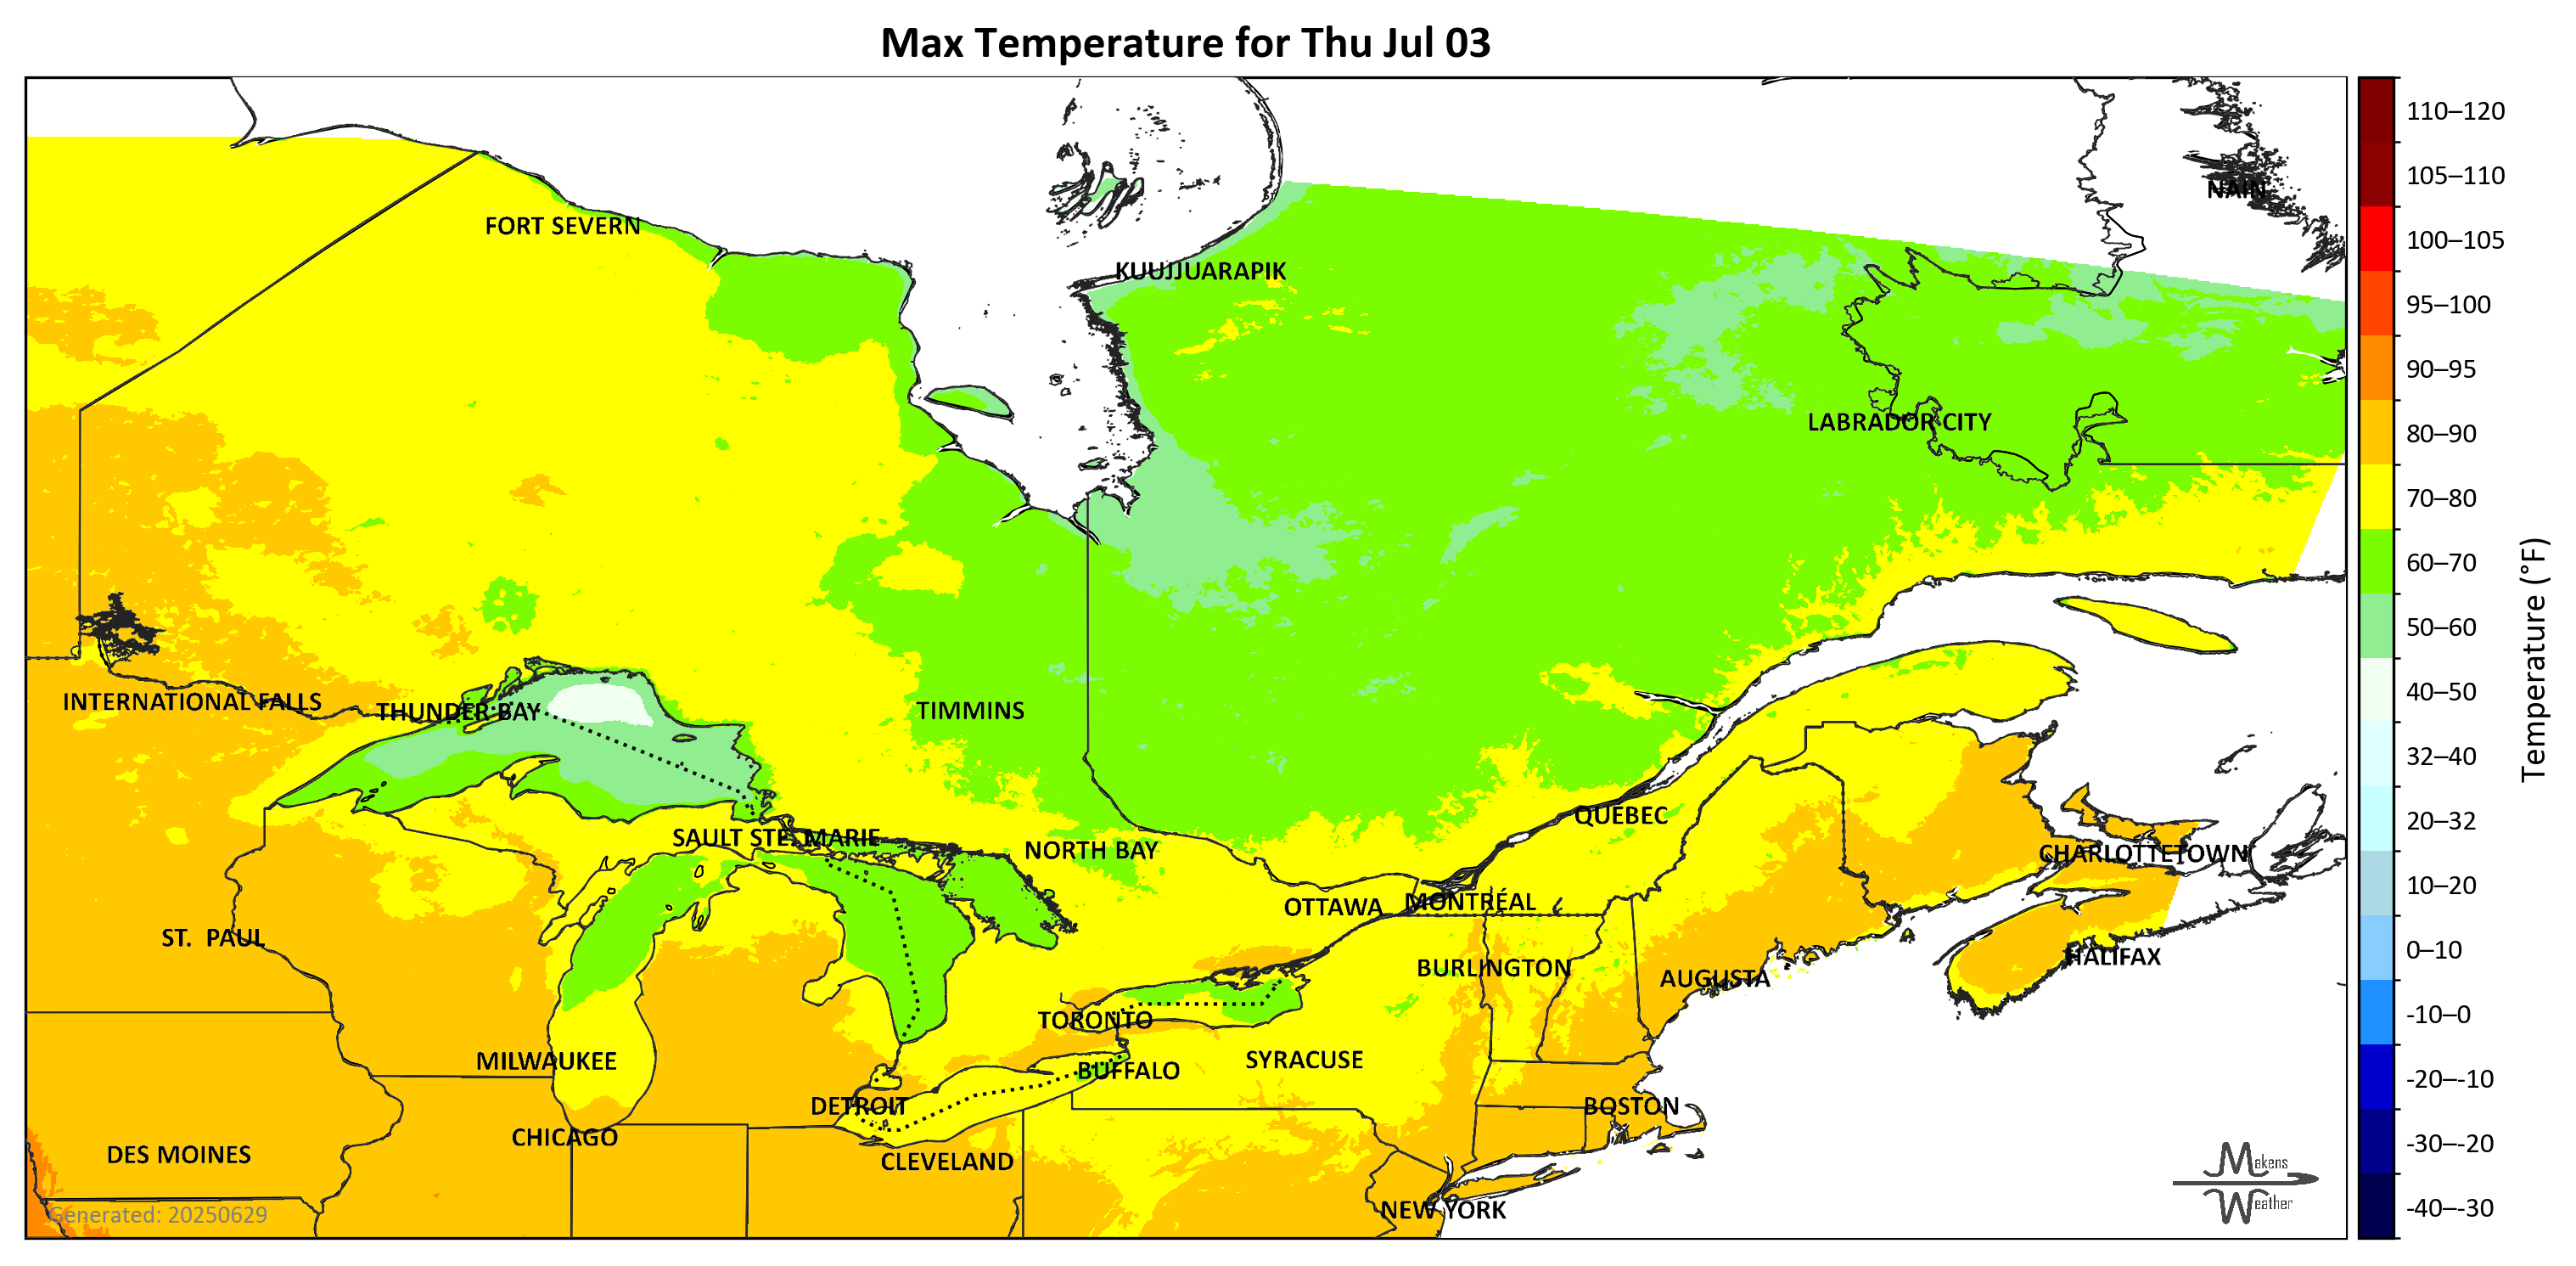 Max Temperature for Thu Jul 03
NAIN
FORT SEVERN
KUUJJUARAPIK
LABRADOR CITY
INTERNATIONAL FALLS
THUNDER BAY
TIMMINS
QUEBEC
SAULT STE. MARIE
NORTH BAY
CHARLOTTETOWN
OTTAWA
MONTRÉAL
ST.  PAUL
HALIFAX
BURLINGTON
AUGUSTA
TORONTO
MILWAUKEE
SYRACUSE
BUFFALO
DETROIT
BOSTON
CHICAGO
DES MOINES
CLEVELAND
NEW YORK
Generated: 20250629
Makens
Weather
110–120
105–110
100–105
95–100
90–95
80–90
70–80
60–70
50–60
40–50
32–40
20–32
10–20
0–10
-10–0
-20–-10
-30–-20
-40–-30
Temperature (°F)